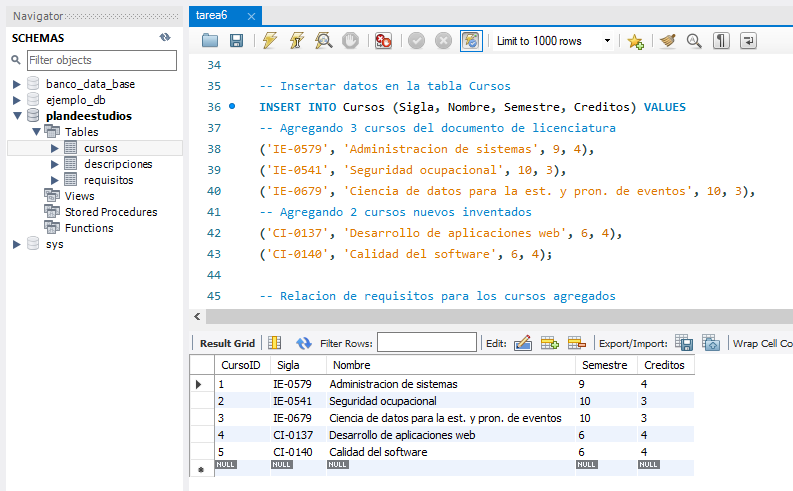 Navigator
SCHEMAS
Filter objects
banco_data_base
ejemplo_db
plandeestudios
Tables
cursos
descripciones
requisitos
Views
Stored Procedures
Functions
sys
tarea6
Limit to 1000 rows
34
35 -- Insertar datos en la tabla Cursos
36 INSERT INTO Cursos (Sigla, Nombre, Semestre, Creditos) VALUES
37 -- Agregando 3 cursos del documento de licenciatura
38 ('IE-0579', 'Administracion de sistemas', 9, 4),
39 ('IE-0541', 'Seguridad ocupacional', 10, 3),
40 ('IE-0679', 'Ciencia de datos para la est. y pron. de eventos', 10, 3),
41 -- Agregando 2 cursos nuevos inventados
42 ('CI-0137', 'Desarrollo de aplicaciones web', 6, 4),
43 ('CI-0140', 'Calidad del software', 6, 4);
44
45 -- Relacion de requisitos para los cursos agregados
Result Grid Filter Rows: Edit: Export/Import: Wrap Cell Co
CursoID Sigla Nombre Semestre Creditos
1 IE-0579 Administracion de sistemas 9 4
2 IE-0541 Seguridad ocupacional 10 3
3 IE-0679 Ciencia de datos para la est. y pron. de eventos 10 3
4 CI-0137 Desarrollo de aplicaciones web 6 4
5 CI-0140 Calidad del software 6 4
NULL NULL NULL NULL NULL